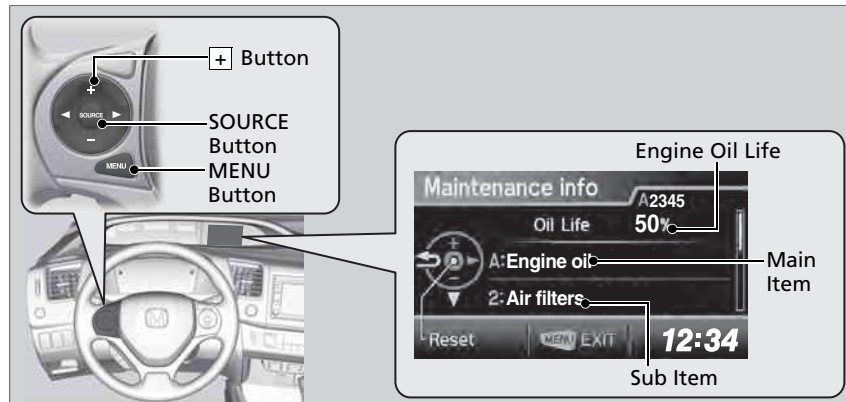 + Button
+
SOURCE
−
SOURCE
Button
MENU
MENU
Button
Engine Oil Life
Maintenance info
A2345
Oil Life 50%
+
−
A:Engine oil
Main
Item
2:Air filters
Reset
MENU EXIT
12:34
Sub Item